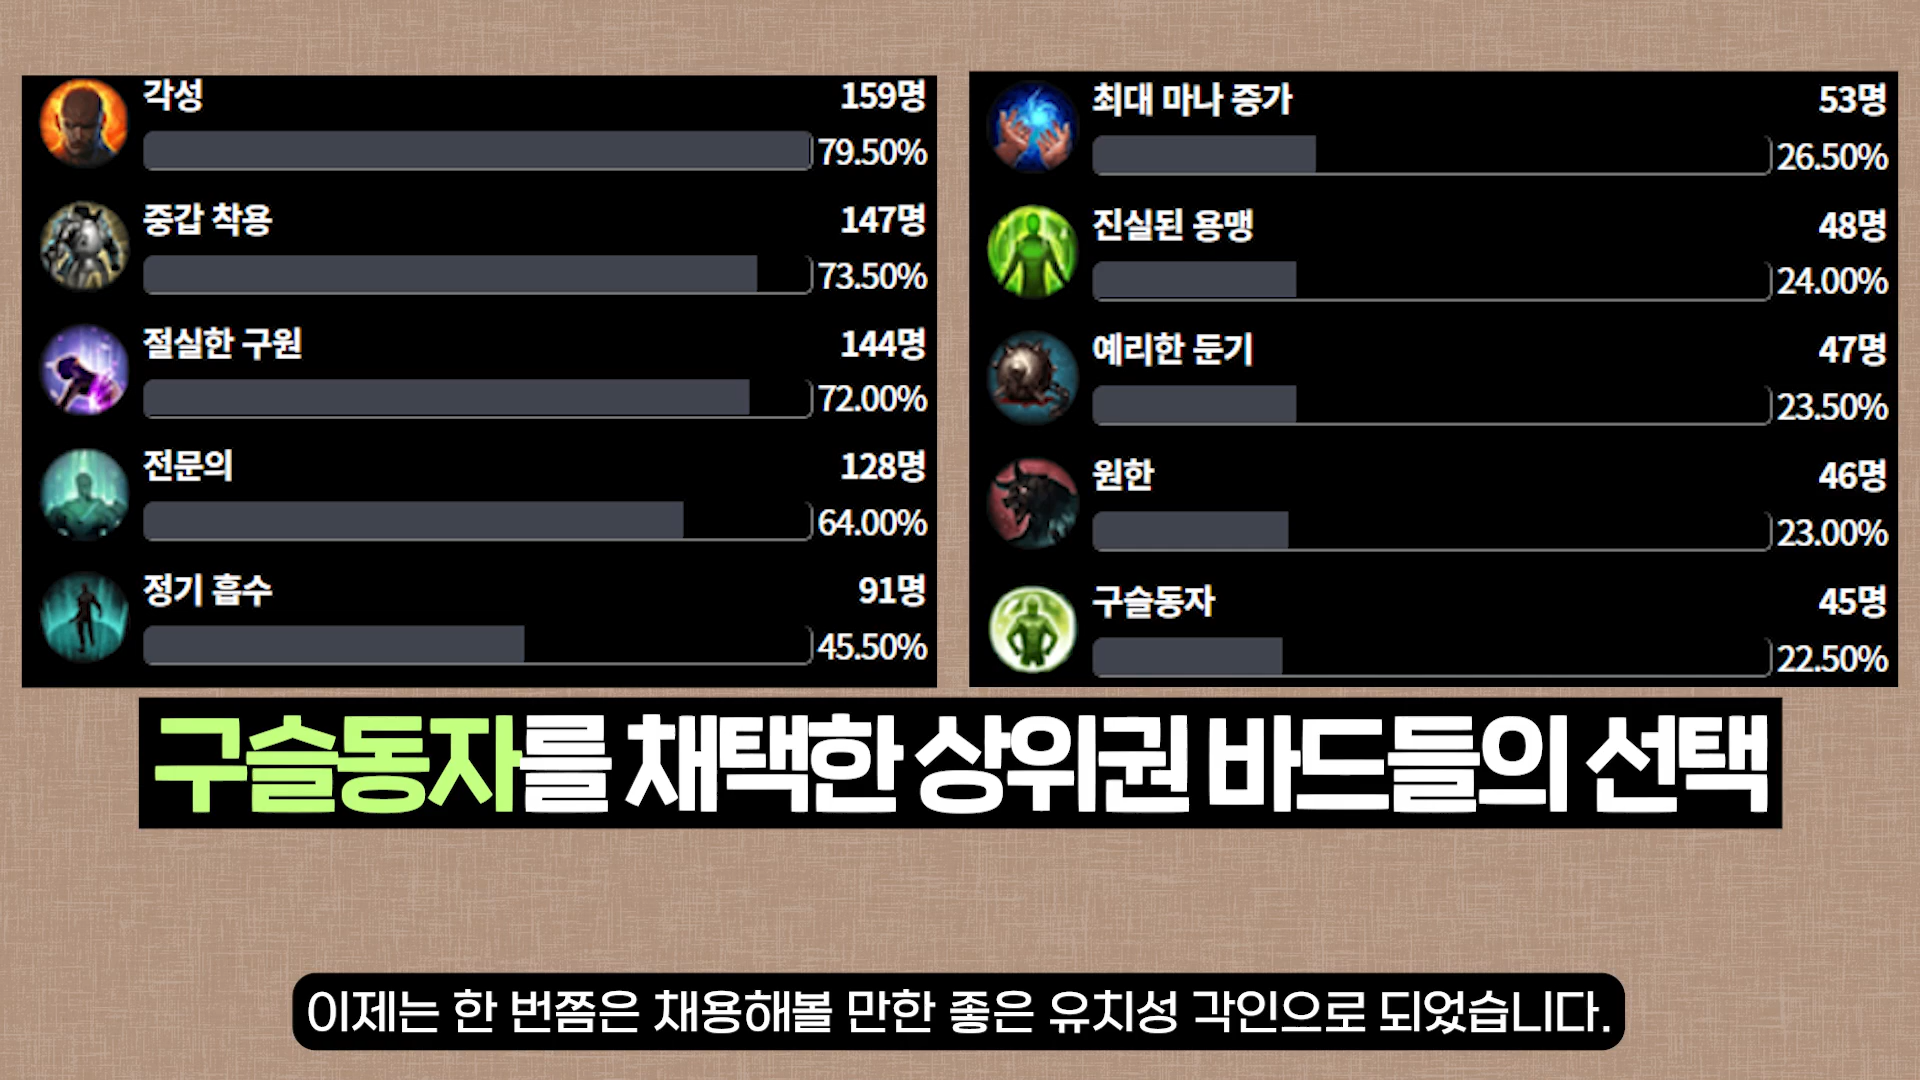 각성 159명
79.50%
중갑 착용 147명
73.50%
절실한 구원 144명
72.00%
전문의 128명
64.00%
정기 흡수 91명
45.50%
최대 마나 증가 53명
26.50%
진실된 용맹 48명
24.00%
예리한 둔기 47명
23.50%
원한 46명
23.00%
구슬동자 45명
22.50%
구슬동자를 채택한 상위권 바드들의 선택
이제는 한 번쯤은 채용해볼 만한 좋은 유치성 각인으로 되었습니다.